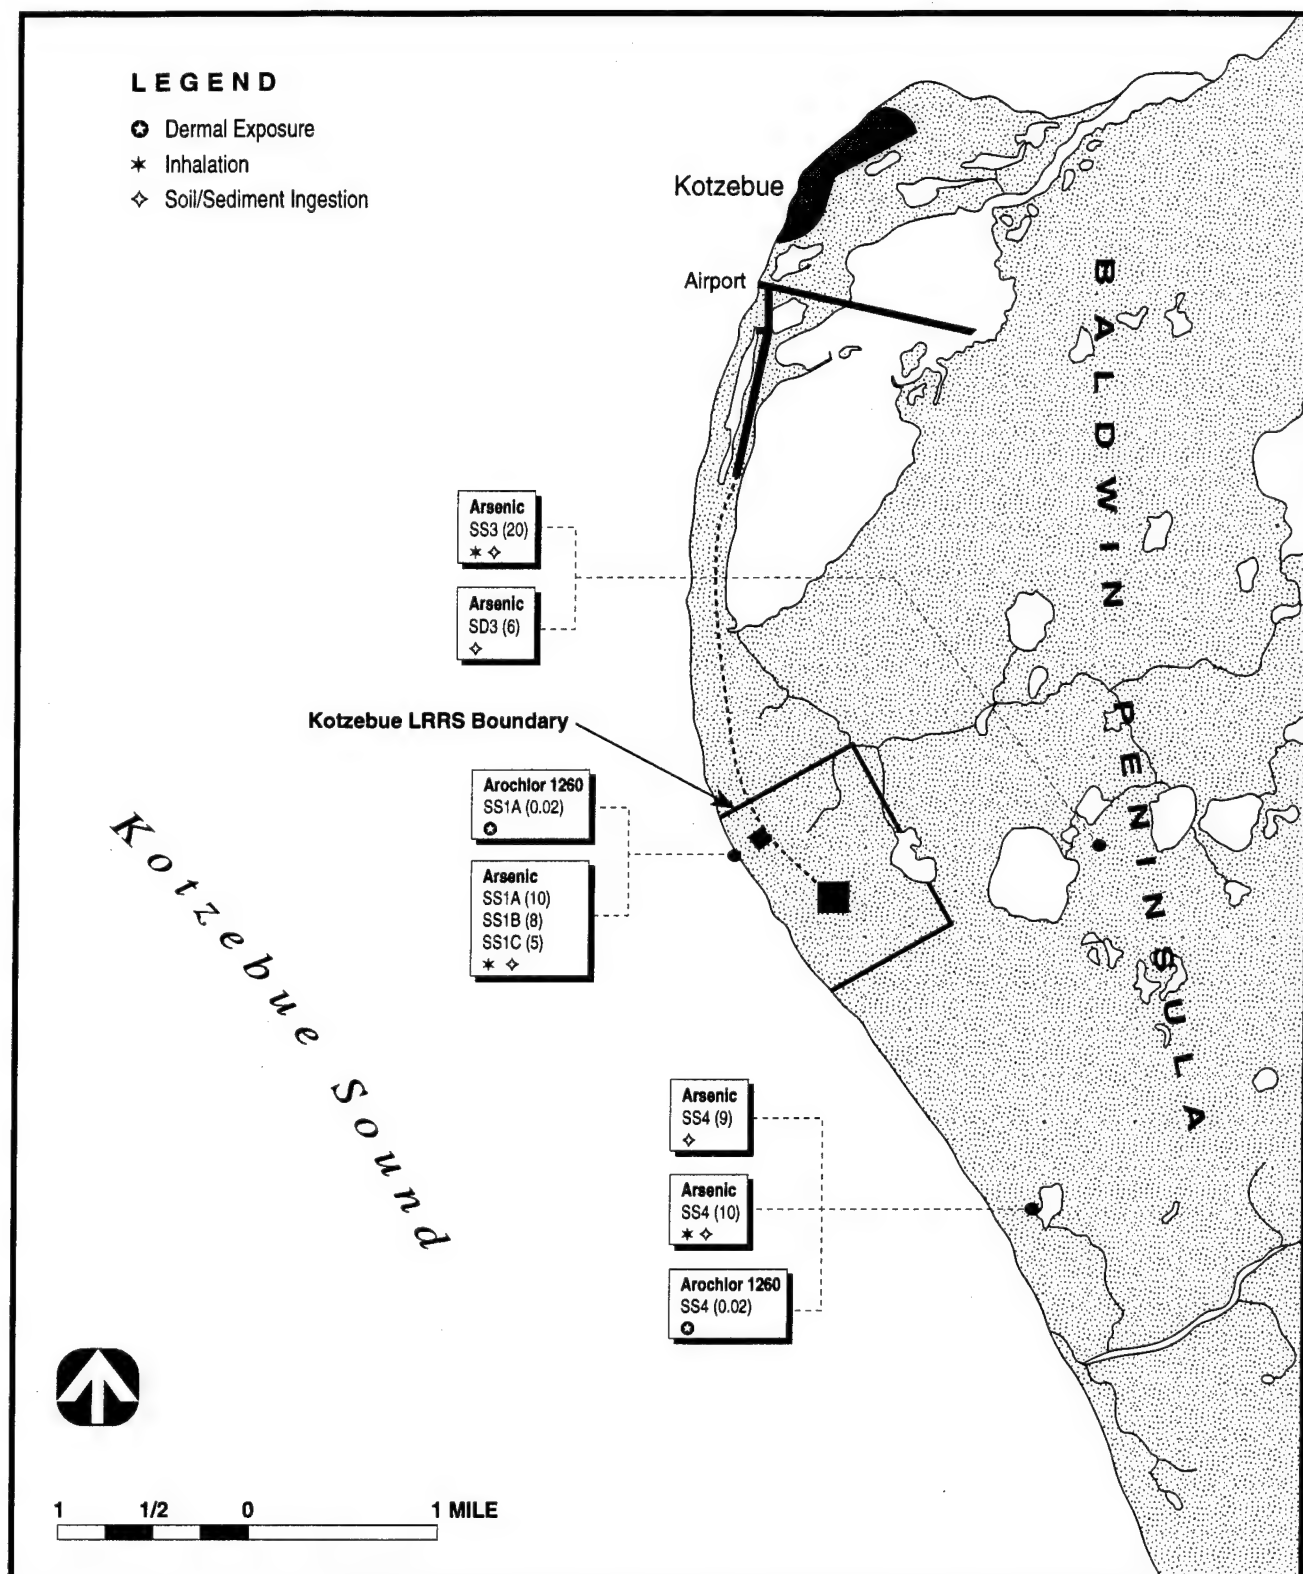 LEGEND
✪ Dermal Exposure
✶ Inhalation
✧ Soil/Sediment Ingestion
Kotzebue
Airport
BALDWIN
PENINSULA
Arsenic
SS3 (20)
✶ ✧
Arsenic
SD3 (6)
✧
Kotzebue LRRS Boundary
Arochlor 1260
SS1A (0.02)
✪
Arsenic
SS1A (10)
SS1B (8)
SS1C (5)
✶ ✧
Kotzebue Sound
Arsenic
SS4 (9)
✧
Arsenic
SS4 (10)
✶ ✧
Arochlor 1260
SS4 (0.02)
✪
1 1/2 0 1 MILE